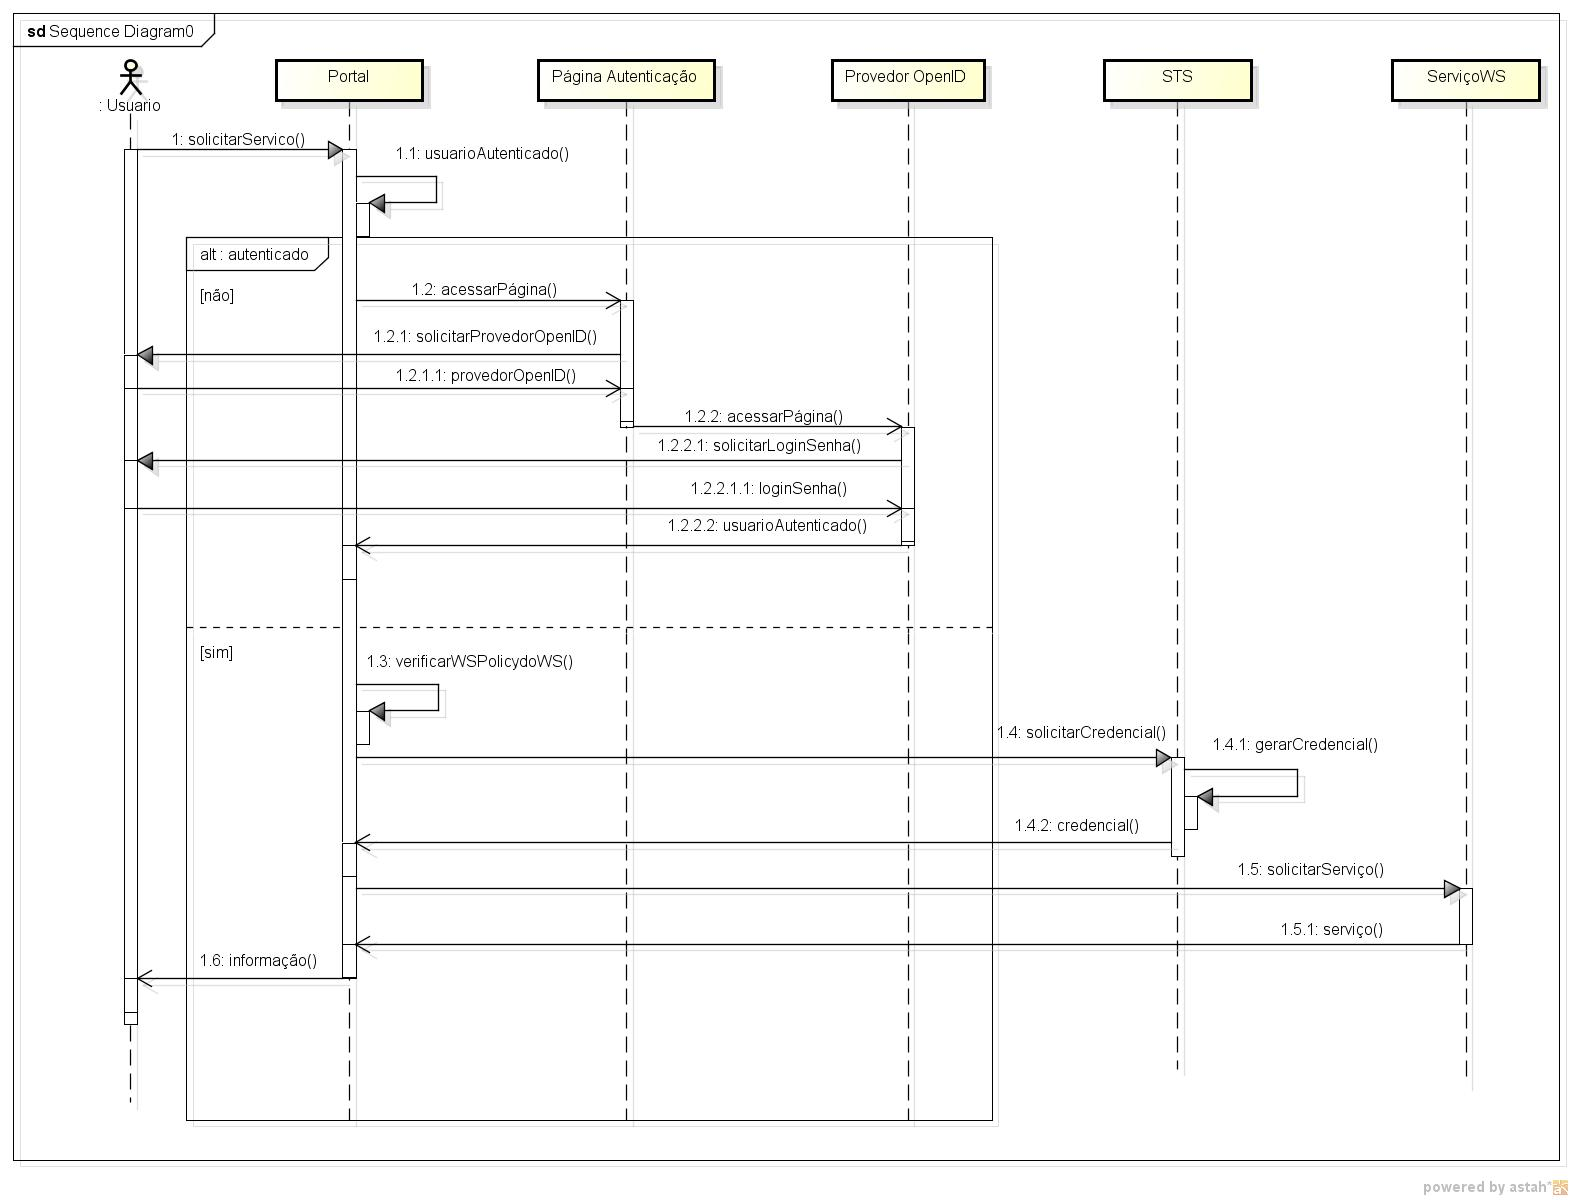 sd Sequence Diagram0
: Usuario
Portal
Página Autenticação
Provedor OpenID
STS
ServiçoWS
1: solicitarServico()
1.1: usuarioAutenticado()
alt : autenticado
[não]
1.2: acessarPágina()
1.2.1: solicitarProvedorOpenID()
1.2.1.1: provedorOpenID()
1.2.2: acessarPágina()
1.2.2.1: solicitarLoginSenha()
1.2.2.1.1: loginSenha()
1.2.2.2: usuarioAutenticado()
[sim]
1.3: verificarWSPolicydoWS()
1.4: solicitarCredencial()
1.4.1: gerarCredencial()
1.4.2: credencial()
1.5: solicitarServiço()
1.5.1: serviço()
1.6: informação()
powered by astah*